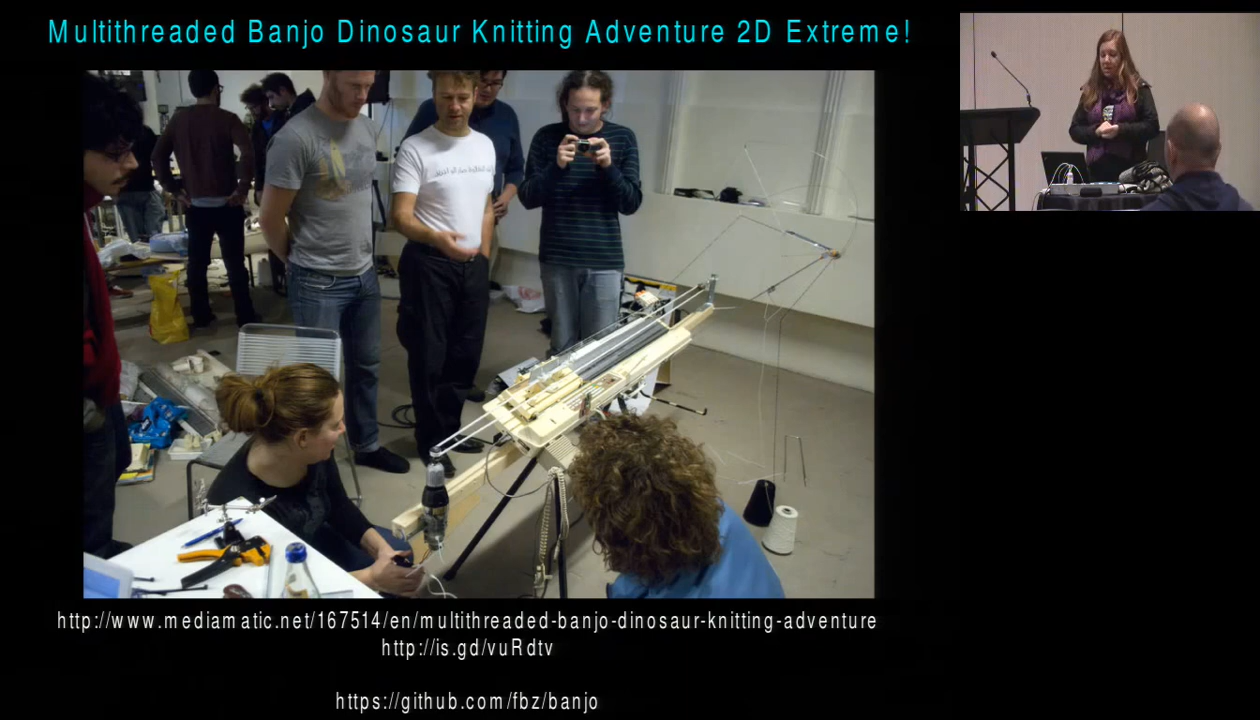 Multithreaded Banjo Dinosaur Knitting Adventure 2D Extreme!
http://www.mediamatic.net/167514/en/multithreaded-banjo-dinosaur-knitting-adventure
http://is.gd/vuRdtv
https://github.com/fbz/banjo